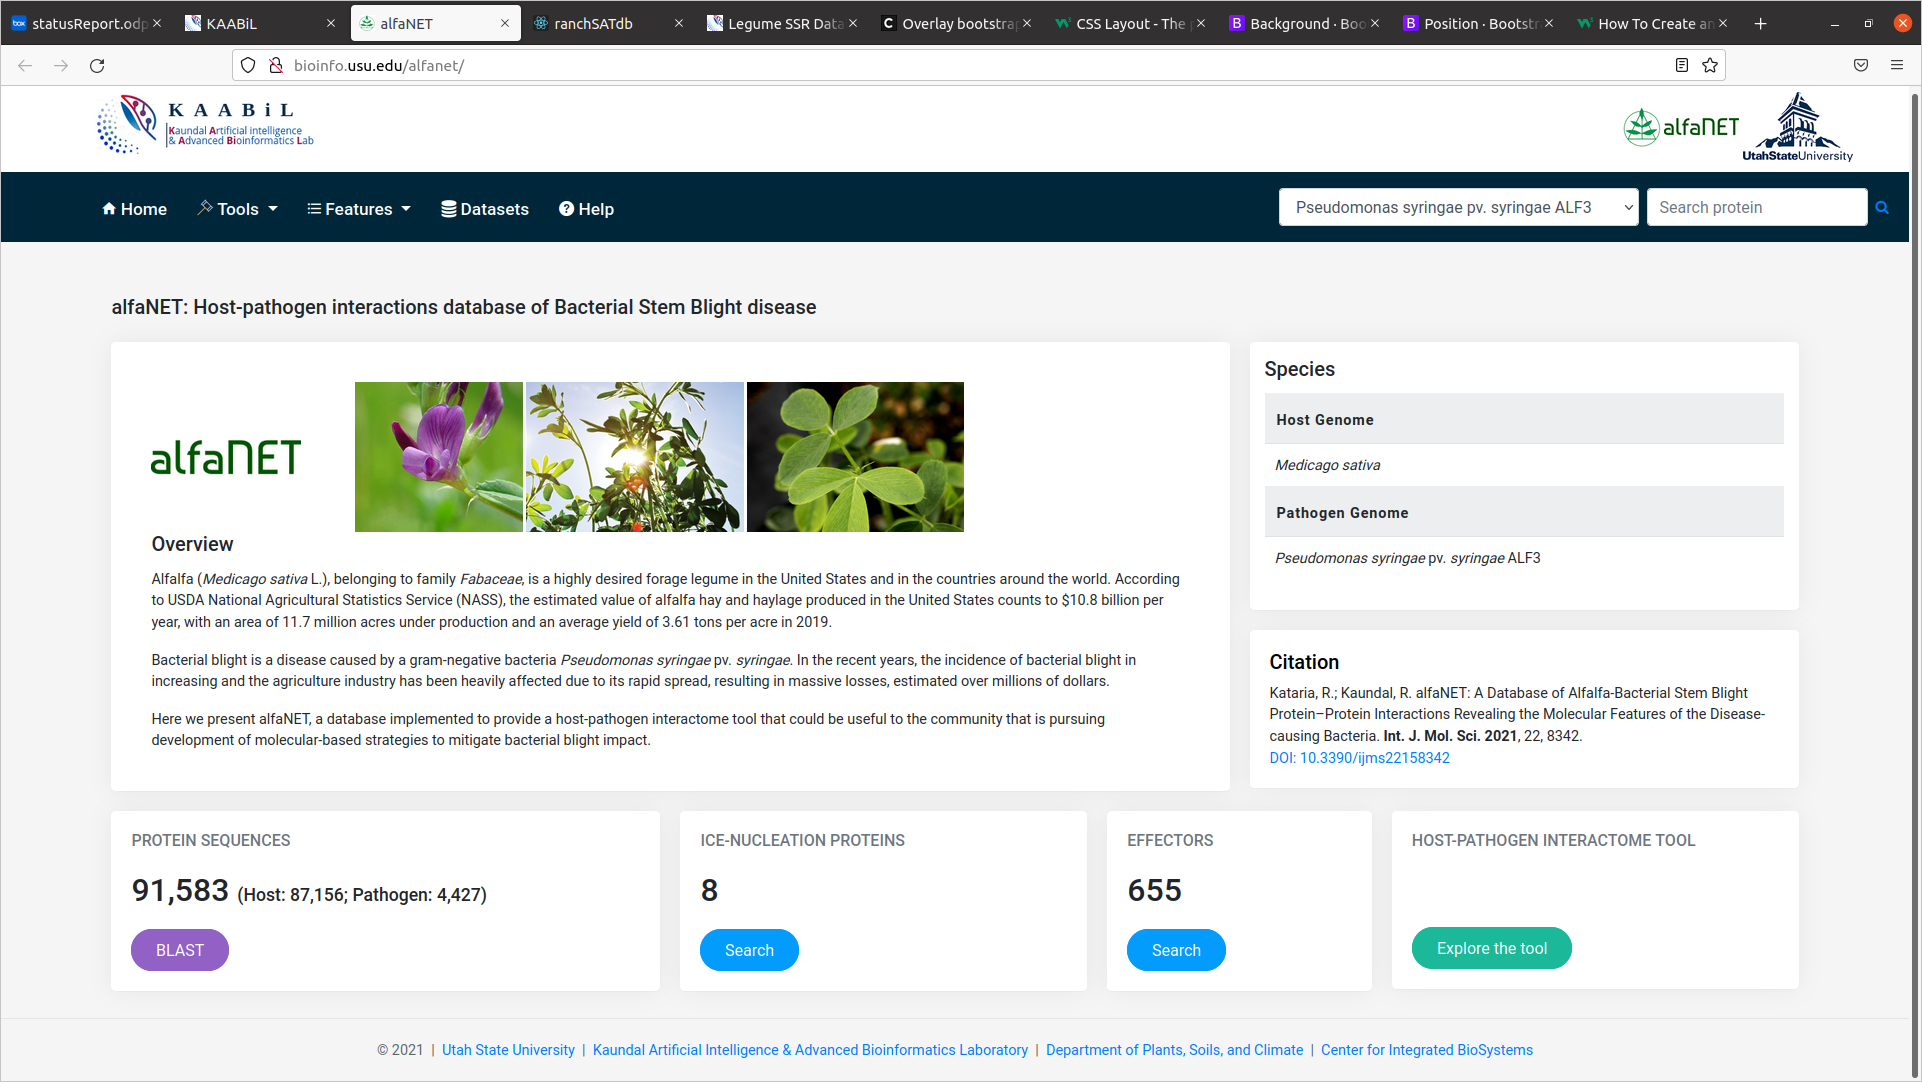 statusReport.odp
KAABiL
alfaNET
ranchSATdb
Legume SSR Data
Overlay bootstrap
CSS Layout - The
Background · Boo
Position · Bootstr
How To Create an
bioinfo.usu.edu/alfanet/
KAABiL
Kaundal Artificial intelligence
& Advanced Bioinformatics Lab
alfaNET
UtahStateUniversity
Home
Tools
Features
Datasets
Help
Pseudomonas syringae pv. syringae ALF3
Search protein
alfaNET: Host-pathogen interactions database of Bacterial Stem Blight disease
alfaNET
Overview
Alfalfa (Medicago sativa L.), belonging to family Fabaceae, is a highly desired forage legume in the United States and in the countries around the world. According
to USDA National Agricultural Statistics Service (NASS), the estimated value of alfalfa hay and haylage produced in the United States counts to $10.8 billion per
year, with an area of 11.7 million acres under production and an average yield of 3.61 tons per acre in 2019.
Bacterial blight is a disease caused by a gram-negative bacteria Pseudomonas syringae pv. syringae. In the recent years, the incidence of bacterial blight in
increasing and the agriculture industry has been heavily affected due to its rapid spread, resulting in massive losses, estimated over millions of dollars.
Here we present alfaNET, a database implemented to provide a host-pathogen interactome tool that could be useful to the community that is pursuing
development of molecular-based strategies to mitigate bacterial blight impact.
Species
Host Genome
Medicago sativa
Pathogen Genome
Pseudomonas syringae pv. syringae ALF3
Citation
Kataria, R.; Kaundal, R. alfaNET: A Database of Alfalfa-Bacterial Stem Blight
Protein–Protein Interactions Revealing the Molecular Features of the Disease-
causing Bacteria. Int. J. Mol. Sci. 2021, 22, 8342.
DOI: 10.3390/ijms22158342
PROTEIN SEQUENCES
91,583 (Host: 87,156; Pathogen: 4,427)
BLAST
ICE-NUCLEATION PROTEINS
8
Search
EFFECTORS
655
Search
HOST-PATHOGEN INTERACTOME TOOL
Explore the tool
© 2021 | Utah State University | Kaundal Artificial Intelligence & Advanced Bioinformatics Laboratory | Department of Plants, Soils, and Climate | Center for Integrated BioSystems